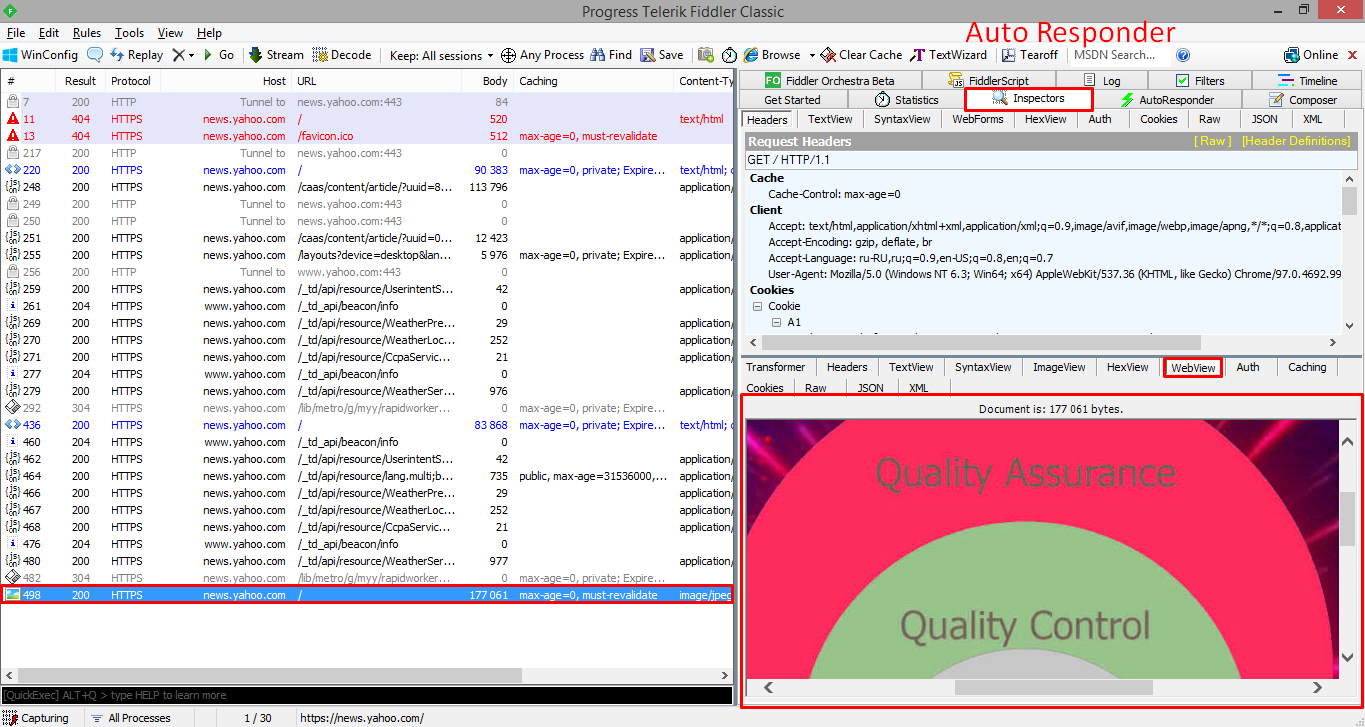 Progress Telerik Fiddler Classic
File Edit Rules Tools View Help
Auto Responder
WinConfig Replay Go Stream Decode Keep: All sessions Any Process Find Save Browse Clear Cache TextWizard Tearoff MSDN Search... Online
# Result Protocol Host URL Body Caching Content-Ty
7 200 HTTP Tunnel to news.yahoo.com:443 84
11 404 HTTPS news.yahoo.com / 520 text/html
13 404 HTTPS news.yahoo.com /favicon.ico 512 max-age=0, must-revalidate
217 200 HTTP Tunnel to news.yahoo.com:443 0
220 200 HTTPS news.yahoo.com / 90 383 max-age=0, private; Expire... text/html; c
248 200 HTTPS news.yahoo.com /caas/content/article/?uuid=8... 113 796 application/
249 200 HTTP Tunnel to news.yahoo.com:443 0
250 200 HTTP Tunnel to news.yahoo.com:443 0
251 200 HTTPS news.yahoo.com /caas/content/article/?uuid=0... 12 423 application/
255 200 HTTPS news.yahoo.com /layouts?device=desktop&lan... 5 976 max-age=0, private; Expire... application/
256 200 HTTP Tunnel to www.yahoo.com:443 0
259 200 HTTPS news.yahoo.com /_td/api/resource/UserintentS... 42 application/
261 204 HTTPS www.yahoo.com /_td_api/beacon/info 0
269 200 HTTPS news.yahoo.com /_td/api/resource/WeatherPre... 29 application/
270 200 HTTPS news.yahoo.com /_td/api/resource/WeatherLoc... 252 application/
271 200 HTTPS news.yahoo.com /_td/api/resource/CcpaServic... 21 application/
277 204 HTTPS www.yahoo.com /_td_api/beacon/info 0
279 200 HTTPS news.yahoo.com /_td/api/resource/WeatherSer... 976 application/
292 304 HTTPS news.yahoo.com /lib/metro/g/myy/rapidworker... 0 max-age=0, private; Expire...
436 200 HTTPS news.yahoo.com / 83 868 max-age=0, private; Expire... text/html; c
460 204 HTTPS www.yahoo.com /_td_api/beacon/info 0
462 200 HTTPS news.yahoo.com /_td/api/resource/UserintentS... 42 application/
464 200 HTTPS news.yahoo.com /_td/api/resource/lang.multi;b... 735 public, max-age=31536000,... application/
466 200 HTTPS news.yahoo.com /_td/api/resource/WeatherPre... 29 application/
467 200 HTTPS news.yahoo.com /_td/api/resource/WeatherLoc... 252 application/
468 200 HTTPS news.yahoo.com /_td/api/resource/CcpaServic... 21 application/
476 204 HTTPS www.yahoo.com /_td_api/beacon/info 0
480 200 HTTPS news.yahoo.com /_td/api/resource/WeatherSer... 977 application/
482 304 HTTPS news.yahoo.com /lib/metro/g/myy/rapidworker... 0 max-age=0, private; Expire...
498 200 HTTPS news.yahoo.com / 177 061 max-age=0, must-revalidate image/jpeg
[QuickExec] ALT+Q > type HELP to learn more
Capturing All Processes 1 / 30 https://news.yahoo.com/
Fiddler Orchestra Beta FiddlerScript Log Filters Timeline
Get Started Statistics Inspectors AutoResponder Composer
Headers TextView SyntaxView WebForms HexView Auth Cookies Raw JSON XML
Request Headers [ Raw ] [Header Definitions]
GET / HTTP/1.1
Cache
Cache-Control: max-age=0
Client
Accept: text/html,application/xhtml+xml,application/xml;q=0.9,image/avif,image/webp,image/apng,*/*;q=0.8,applicat
Accept-Encoding: gzip, deflate, br
Accept-Language: ru-RU,ru;q=0.9,en-US;q=0.8,en;q=0.7
User-Agent: Mozilla/5.0 (Windows NT 6.3; Win64; x64) AppleWebKit/537.36 (KHTML, like Gecko) Chrome/97.0.4692.99
Cookies
Cookie
A1
Transformer Headers TextView SyntaxView ImageView HexView WebView Auth Caching
Cookies Raw JSON XML
Document is: 177 061 bytes.
Quality Assurance
Quality Control